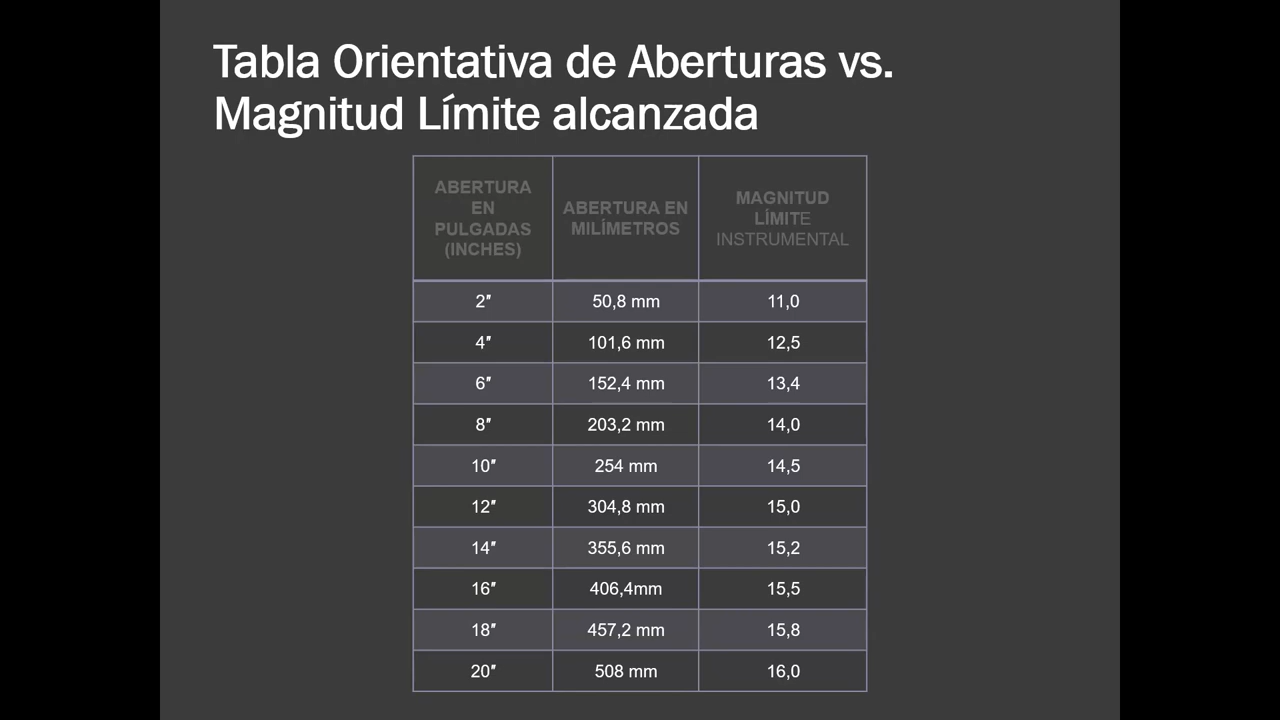 Tabla Orientativa de Aberturas vs.
Magnitud Límite alcanzada
ABERTURA
EN
PULGADAS
(INCHES)
ABERTURA EN
MILÍMETROS
MAGNITUD
LÍMITE
INSTRUMENTAL
2″ 50,8 mm 11,0
4″ 101,6 mm 12,5
6″ 152,4 mm 13,4
8″ 203,2 mm 14,0
10″ 254 mm 14,5
12″ 304,8 mm 15,0
14″ 355,6 mm 15,2
16″ 406,4mm 15,5
18″ 457,2 mm 15,8
20″ 508 mm 16,0